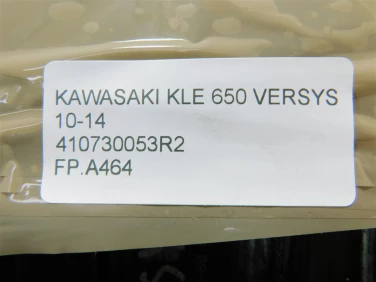 KAWASAKI KLE 650 VERSYS
10-14
410730053R2
FP.A464